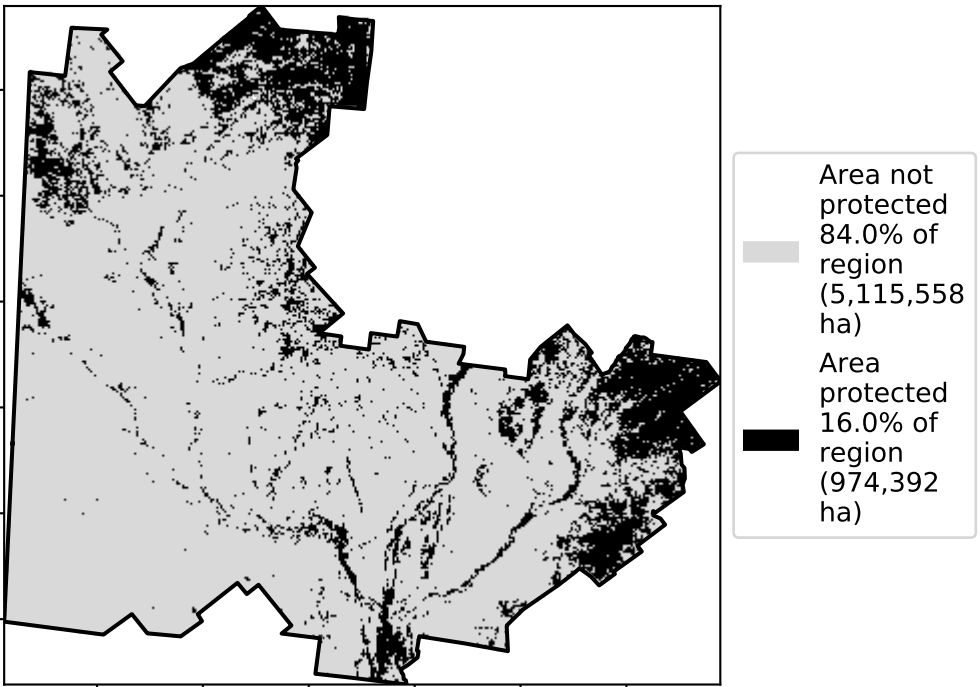 Area not
protected
84.0% of
region
(5,115,558
ha)
Area
protected
16.0% of
region
(974,392
ha)